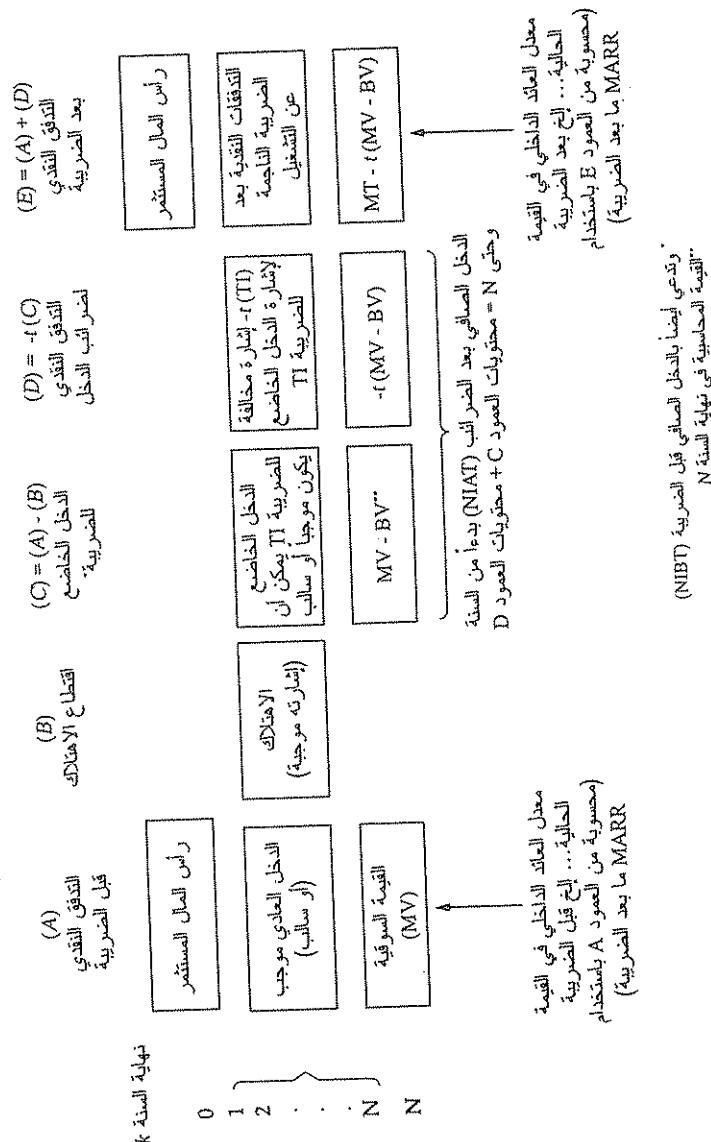 نهاية السنة k
0
1
2
.
.
.
N
N
(A)
التدفق النقدي
قبل الضريبة
رأس المال المستثمر
الدخل العادي موجب
(أو سالب)
القيمة السوقية
(MV)
معدل العائد الداخلي في القيمة
الحالية... إلخ قبل الضريبة
(محسوبة من العمود A باستخدام
MARR ما بعد الضريبة)
(B)
اقتطاع الاهتلاك
الاهتلاك
(إشارته موجبة)
(C) = (A) - (B)
الدخل الخاضع
للضريبة*
الدخل الخاضع
للضريبة TI يمكن أن
يكون موجباً أو سالب
MV - BV**
(D) = -t (C)
التدفق النقدي
لضرائب الدخل
-t (TI) إشارة مخالفة
لإشارة الدخل الخاضع
للضريبة TI
-t (MV - BV)
الدخل الصافي بعد الضرائب (NIAT) بدءاً من السنة
وحتى N = محتويات العمود C + محتويات العمود D
(E) = (A) + (D)
التدفق النقدي
بعد الضريبة
رأس المال المستثمر
التدفقات النقدية بعد
الضريبة الناجمة
عن التشغيل
MT - t (MV - BV)
معدل العائد الداخلي في القيمة
الحالية... إلخ بعد الضريبة
(محسوبة من العمود E باستخدام
MARR ما بعد الضريبة)
* وتدعى أيضاً بالدخل الصافي قبل الضريبة (NIBT)
**القيمة المحاسبية في نهاية السنة N